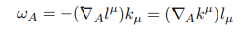 ω_A = −(∇_A l^μ)k_μ = (∇_A k^μ)l_μ